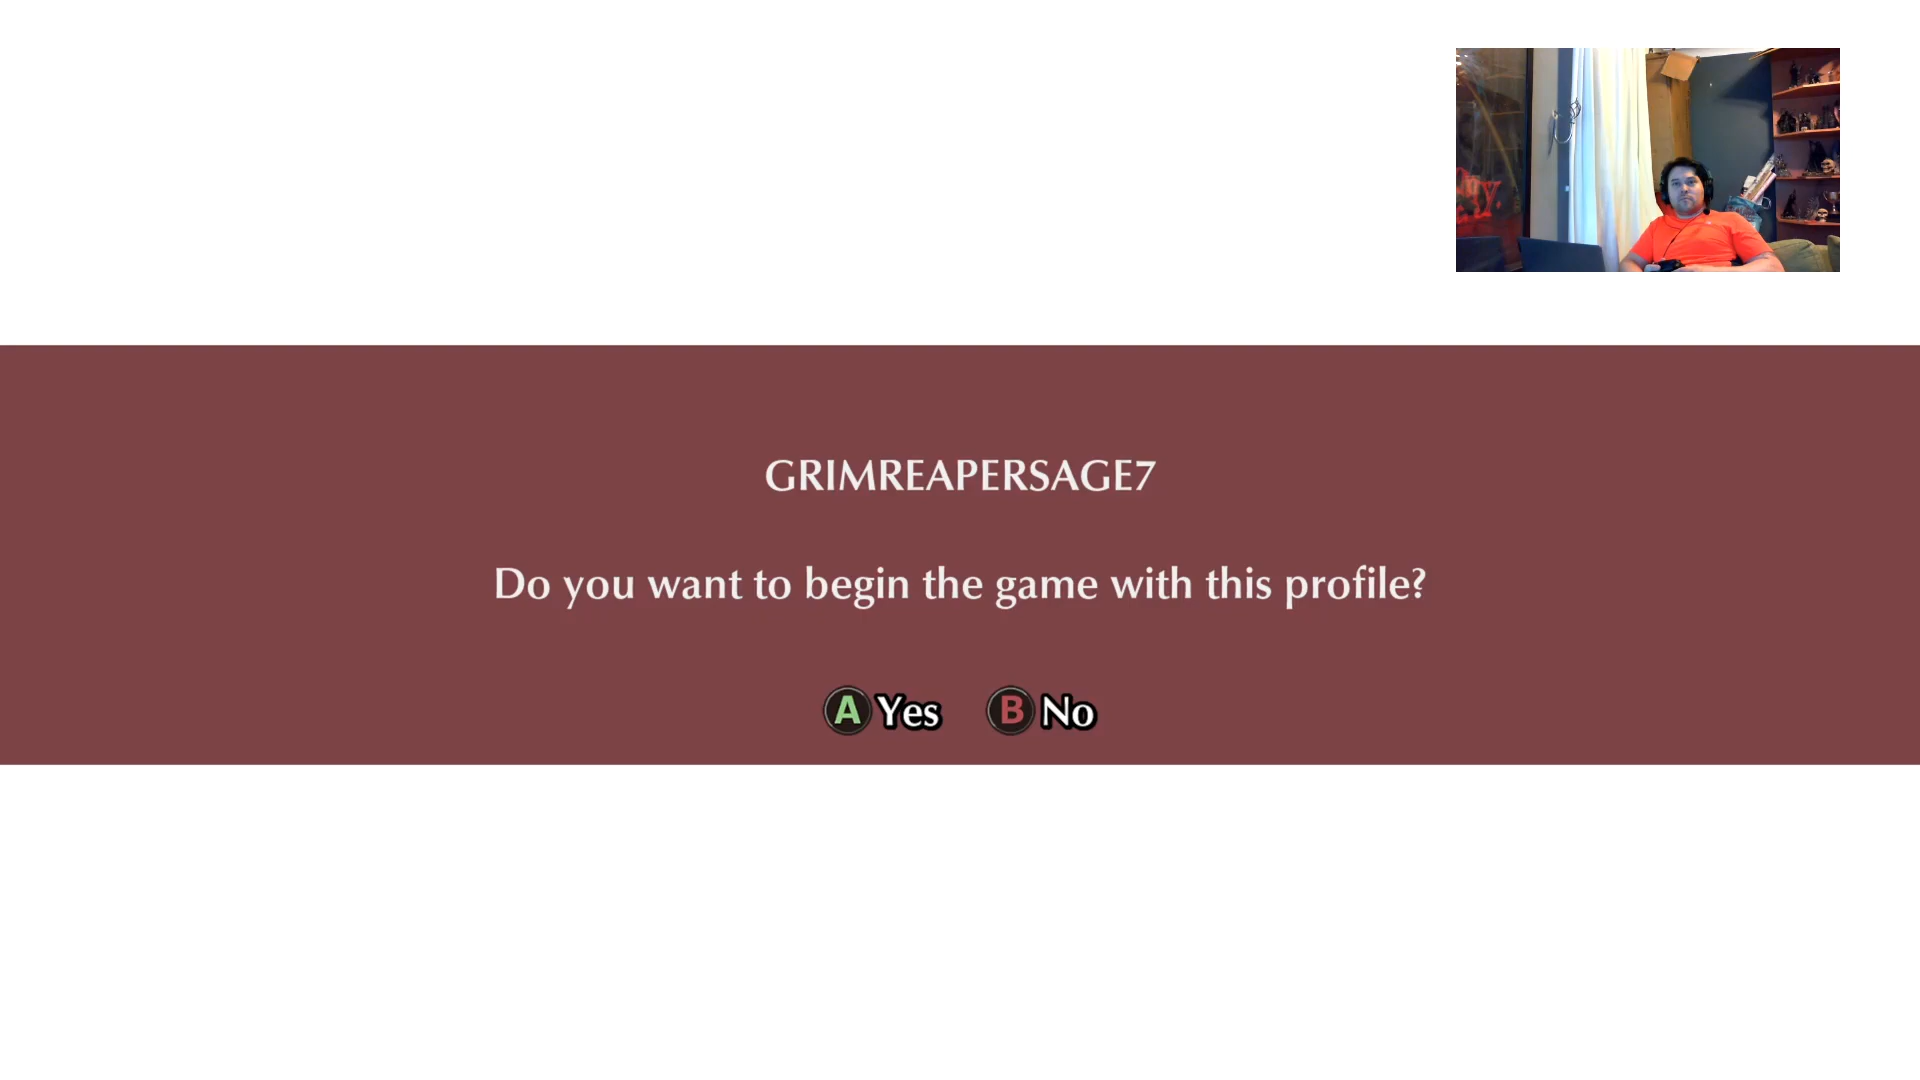 GRIMREAPERSAGE7
Do you want to begin the game with this profile?
A Yes B No